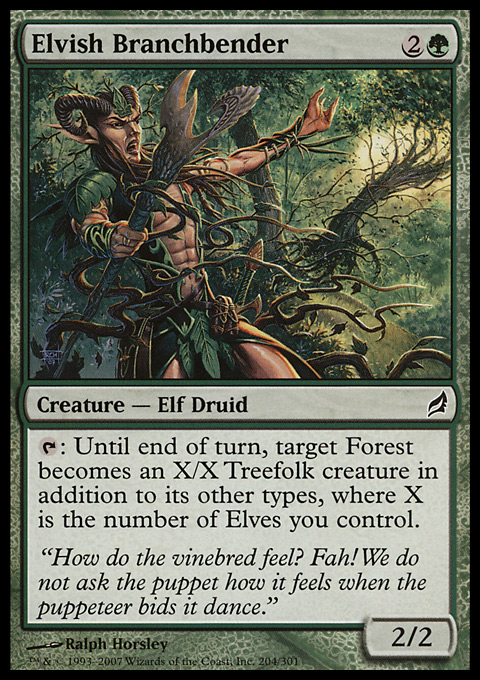 Elvish Branchbender 2
Creature — Elf Druid
: Until end of turn, target Forest
becomes an X/X Treefolk creature in
addition to its other types, where X
is the number of Elves you control.
“How do the vinebred feel? Fah! We do
not ask the puppet how it feels when the
puppeteer bids it dance.”
2/2
Ralph Horsley
™ & © 1993–2007 Wizards of the Coast, Inc. 204/301